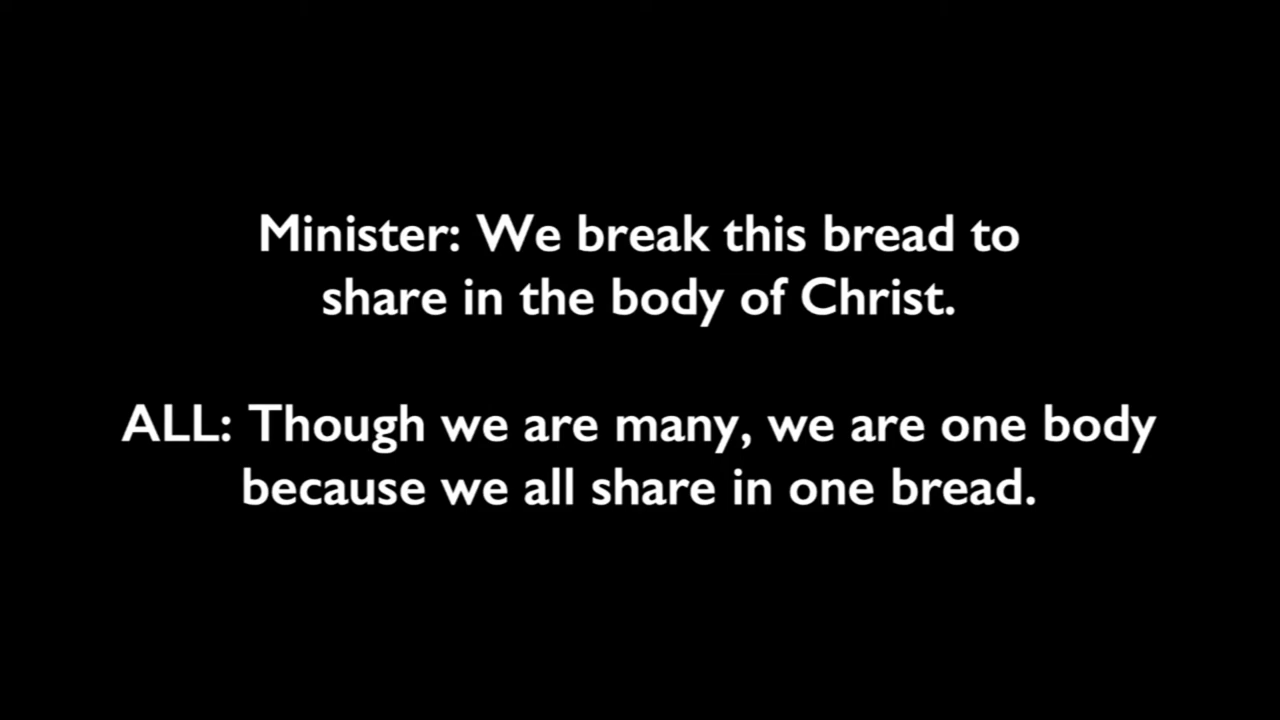 Minister: We break this bread to
share in the body of Christ.
ALL: Though we are many, we are one body
because we all share in one bread.